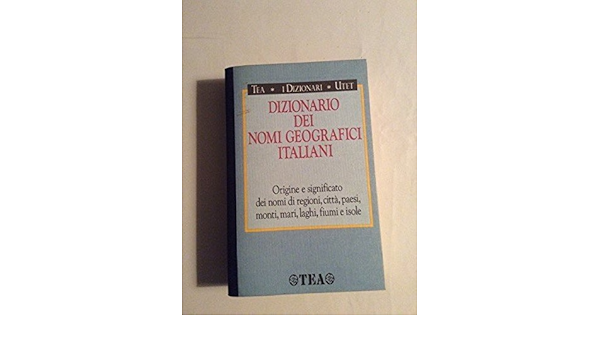 TEA * I DIZIONARI * UTET
DIZIONARIO
DEI
NOMI GEOGRAFICI
ITALIANI
Origine e significato
dei nomi di regioni, città, paesi,
monti, mari, laghi, fiumi e isole
TEA